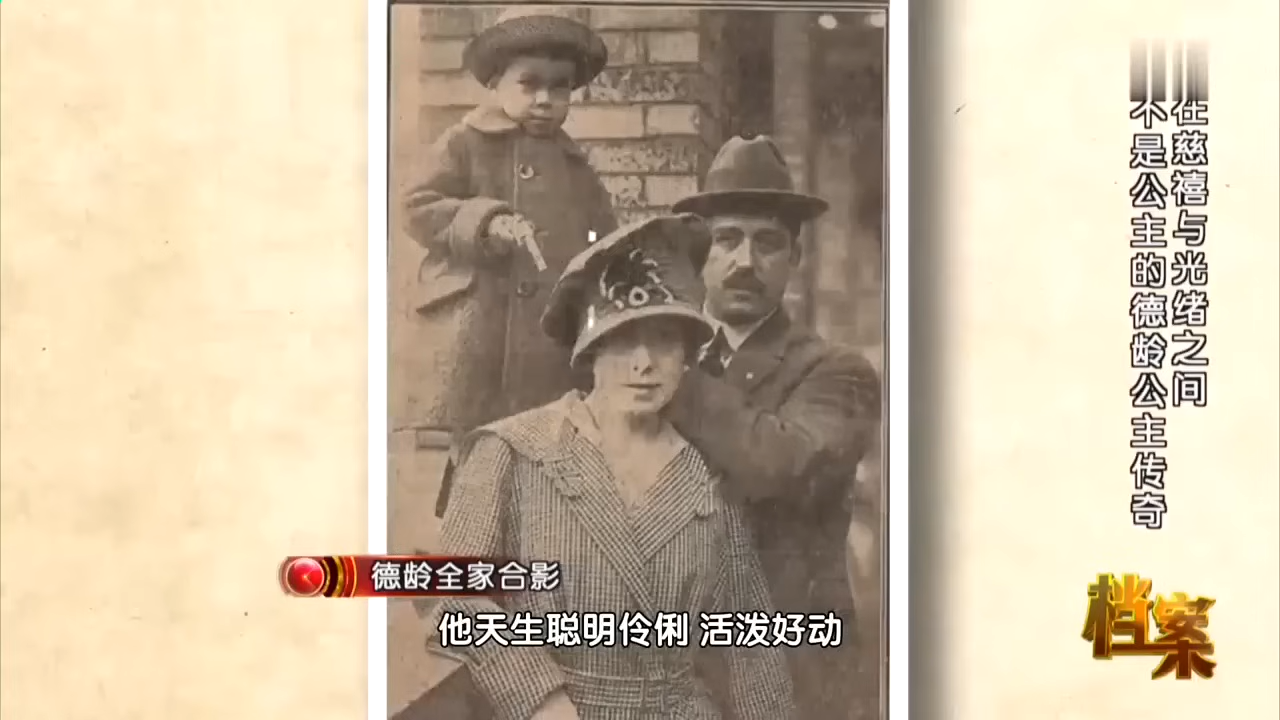 在慈禧与光绪之间
不是公主的德龄公主传奇
德龄全家合影
他天生聪明伶俐 活泼好动
档案